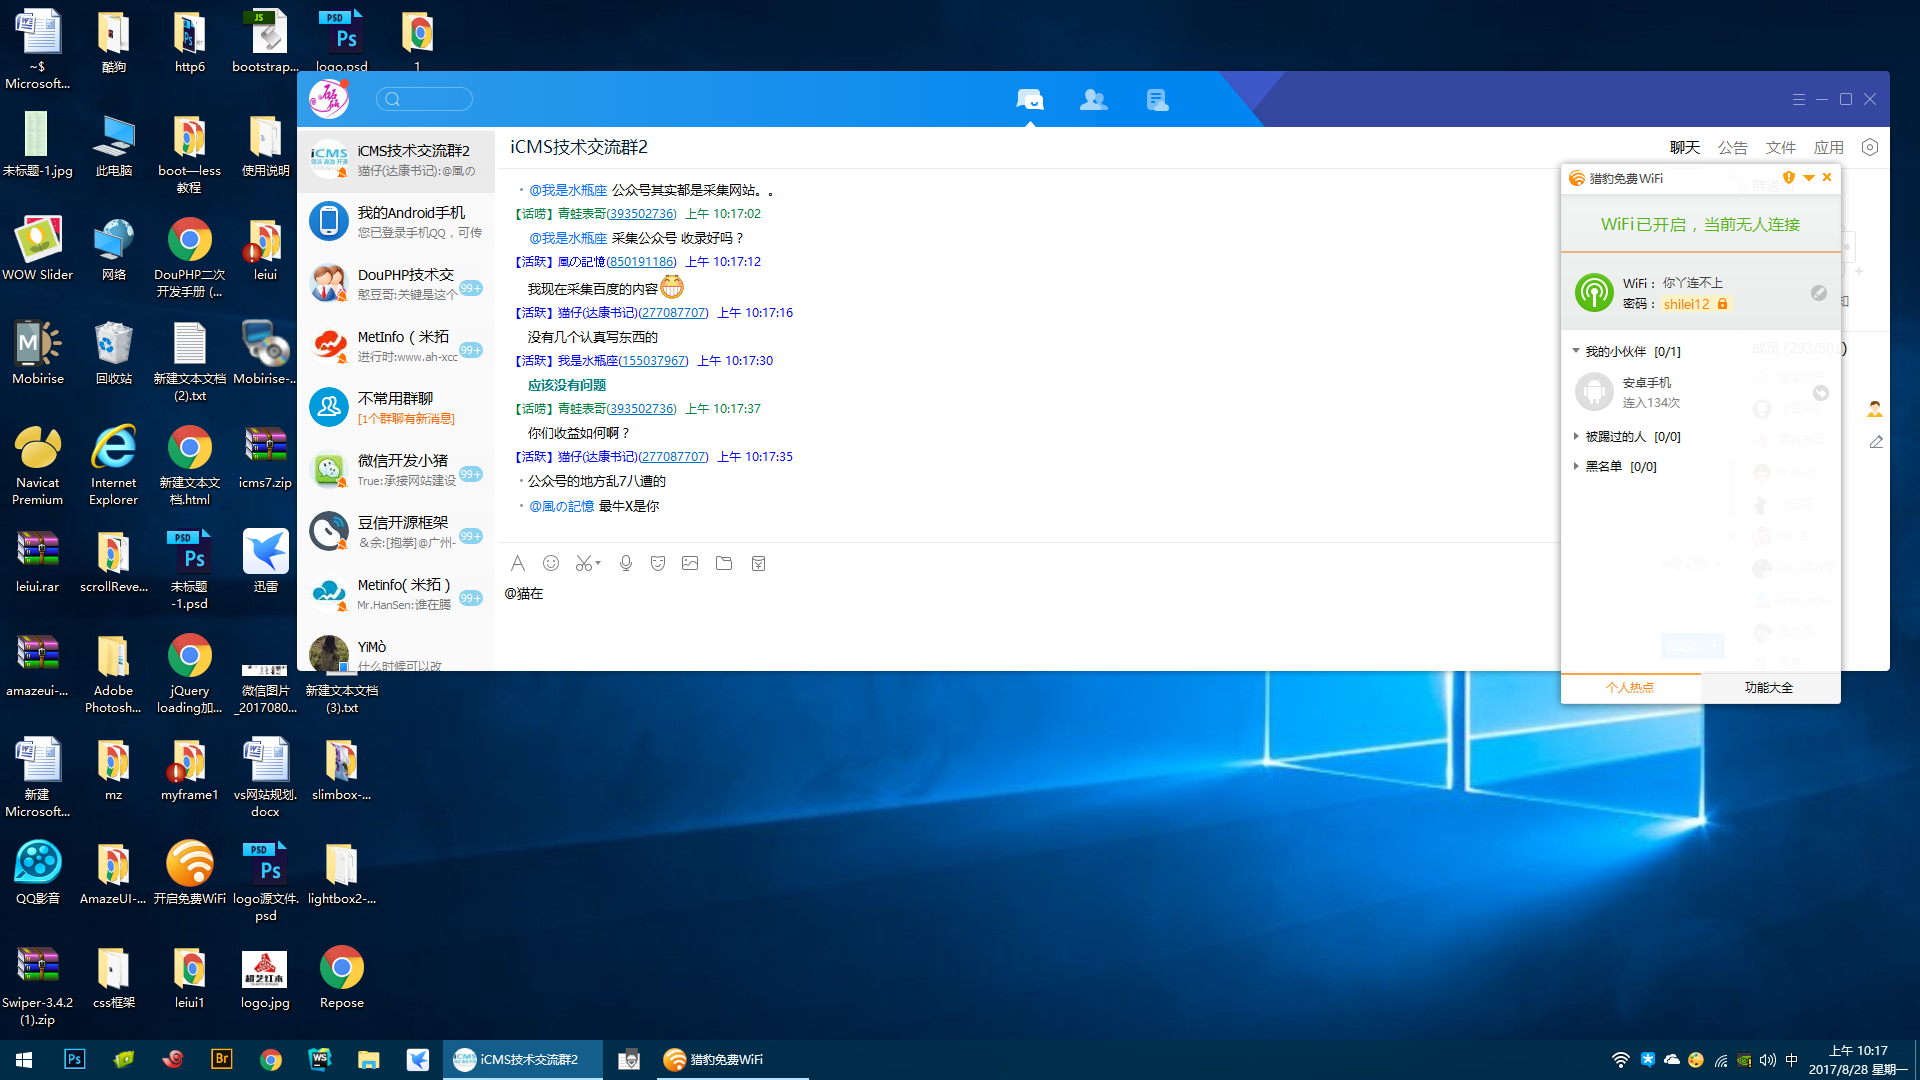 ~$
Microsoft...
酷狗
http6
bootstrap...
logo.psd
1
未标题-1.jpg
此电脑
boot—less
教程
使用说明
WOW Slider
网络
DouPHP二次
开发手册 (...
leiui
Mobirise
回收站
新建文本文档
(2).txt
Mobirise-...
Navicat
Premium
Internet
Explorer
新建文本文
档.html
icms7.zip
leiui.rar
scrollReve...
未标题
-1.psd
迅雷
amazeui-...
Adobe
Photosh...
jQuery
loading加...
微信图片
_2017080...
新建文本文档
(3).txt
新建
Microsoft...
mz
myframe1
vs网站规划.
docx
slimbox-...
QQ影音
AmazeUI-...
开启免费WiFi
logo源文件.
psd
lightbox2-...
Swiper-3.4.2
(1).zip
css框架
leiui1
logo.jpg
Repose
iCMS技术交流群2
猫仔(达康书记):@風の
我的Android手机
您已登录手机QQ，可传
DouPHP技术交
憨豆哥:关键是这个
99+
MetInfo（米拓
进行时:www.ah-xcc
99+
不常用群聊
[1个群聊有新消息]
微信开发小猪
True:承接网站建设
99+
豆信开源框架
&余:[抱拳]@广州-
99+
Metinfo( 米拓 )
Mr.HanSen:谁在腾
99+
YiMò
什么时候可以改
iCMS技术交流群2
聊天 公告 文件 应用
@我是水瓶座 公众号其实都是采集网站。。
【话唠】青蛙表哥(393502736) 上午 10:17:02
@我是水瓶座 采集公众号 收录好吗？
【活跃】風の記憶(850191186) 上午 10:17:12
我现在采集百度的内容
【活跃】猫仔(达康书记)(277087707) 上午 10:17:16
没有几个认真写东西的
【活跃】我是水瓶座(155037967) 上午 10:17:30
应该没有问题
【话唠】青蛙表哥(393502736) 上午 10:17:37
你们收益如何啊？
【活跃】猫仔(达康书记)(277087707) 上午 10:17:35
公众号的地方乱7八遭的
@風の記憶 最牛X是你
@猫在
猎豹免费WiFi
WiFi已开启，当前无人连接
WiFi： 你丫连不上
密码： shilei12
我的小伙伴 [0/1]
安卓手机
连入134次
被踢过的人 [0/0]
黑名单 [0/0]
成员 (293/501)
个人热点
功能大全
iCMS技术交流群2
猎豹免费WiFi
中
上午 10:17
2017/8/28 星期一